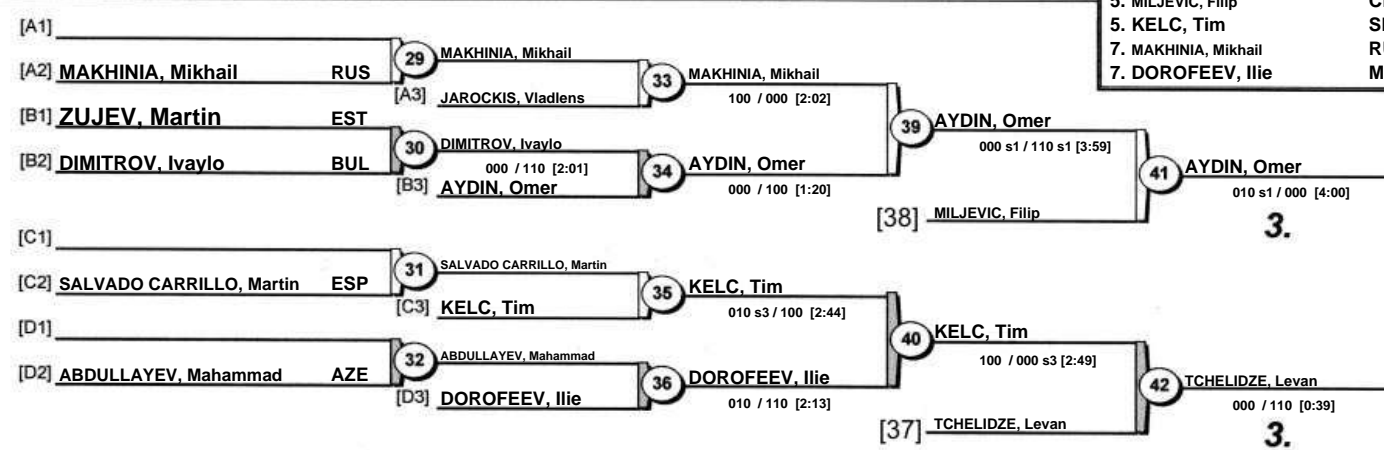 5. MILJEVIC, Filip
5. KELC, Tim
7. MAKHINIA, Mikhail
7. DOROFEEV, Ilie M
[A1]
[A2] MAKHINIA, Mikhail RUS
29
MAKHINIA, Mikhail
[A3] JAROCKIS, Vladlens
33
MAKHINIA, Mikhail
100 / 000 [2:02]
[B1] ZUJEV, Martin EST
[B2] DIMITROV, Ivaylo BUL
30
DIMITROV, Ivaylo
000 / 110 [2:01]
[B3] AYDIN, Omer
34
AYDIN, Omer
000 / 100 [1:20]
39
AYDIN, Omer
000 s1 / 110 s1 [3:59]
[38] MILJEVIC, Filip
41
AYDIN, Omer
010 s1 / 000 [4:00]
3.
[C1]
[C2] SALVADO CARRILLO, Martin ESP
31
SALVADO CARRILLO, Martin
[C3] KELC, Tim
35
KELC, Tim
010 s3 / 100 [2:44]
[D1]
[D2] ABDULLAYEV, Mahammad AZE
32
ABDULLAYEV, Mahammad
[D3] DOROFEEV, Ilie
36
DOROFEEV, Ilie
010 / 110 [2:13]
40
KELC, Tim
100 / 000 s3 [2:49]
[37] TCHELIDZE, Levan
42
TCHELIDZE, Levan
000 / 110 [0:39]
3.